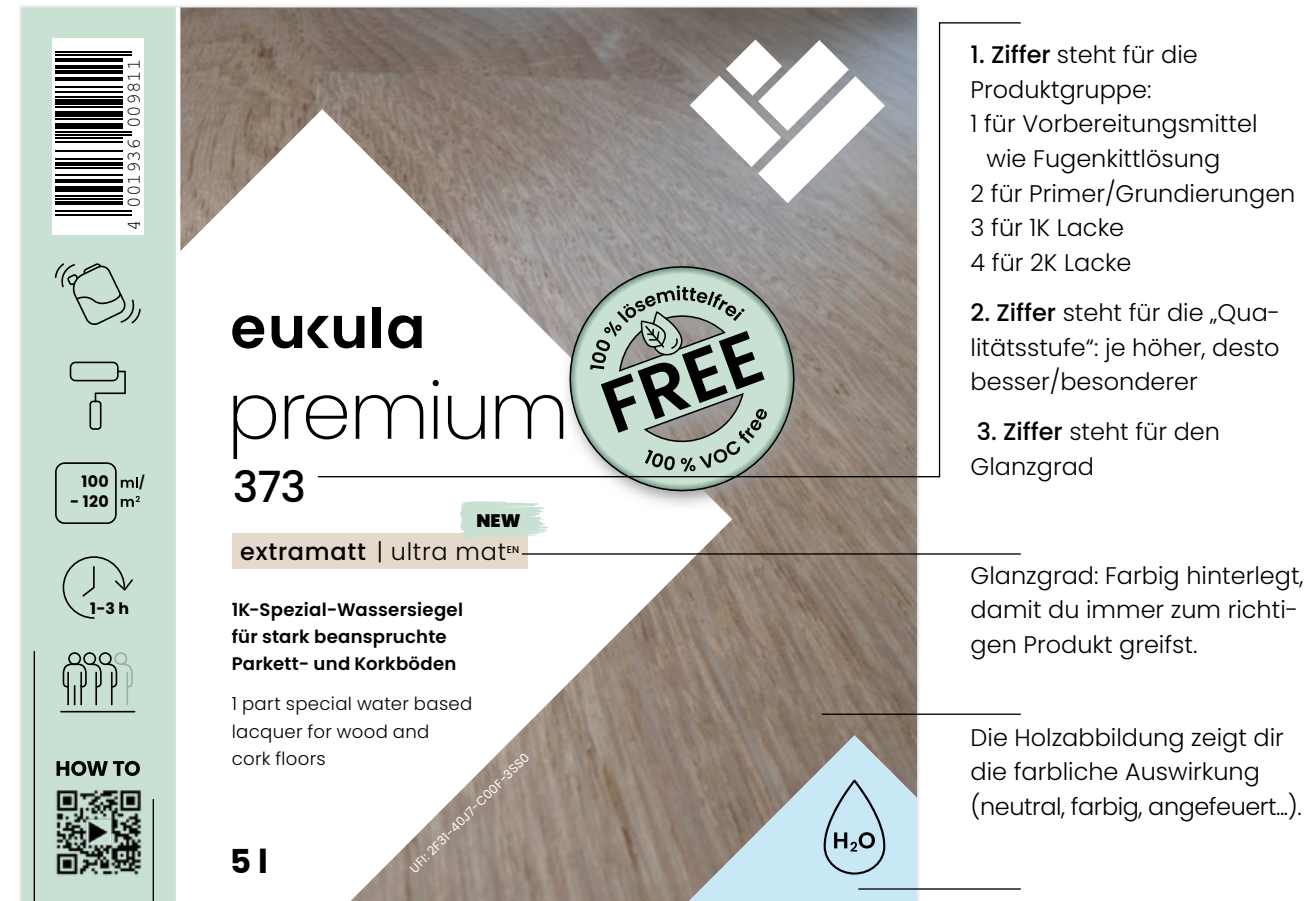 4 001936 009811
100 ml/
- 120 m²
1-3 h
HOW TO
eukula
premium
373
NEW
extramatt | ultra mat EN
1K-Spezial-Wassersiegel
für stark beanspruchte
Parkett- und Korkböden
1 part special water based
lacquer for wood and
cork floors
UFI: 2F31-40J7-C00F-3SS0
5 l
100 % lösemittelfrei
FREE
100 % VOC free
H₂O
1. Ziffer steht für die
Produktgruppe:
1 für Vorbereitungsmittel
wie Fugenkittlösung
2 für Primer/Grundierungen
3 für 1K Lacke
4 für 2K Lacke
2. Ziffer steht für die „Qua-
litätsstufe“: je höher, desto
besser/besonderer
3. Ziffer steht für den
Glanzgrad
Glanzgrad: Farbig hinterlegt,
damit du immer zum richti-
gen Produkt greifst.
Die Holzabbildung zeigt dir
die farbliche Auswirkung
(neutral, farbig, angefeuert...).